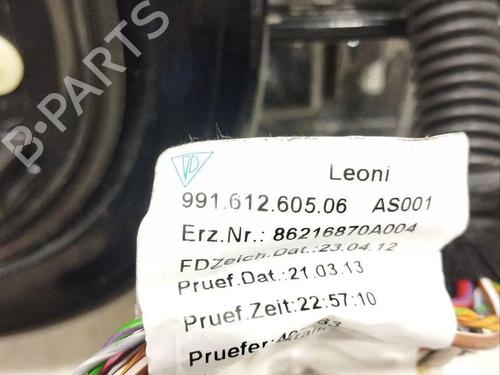 B-PARTS
Leoni
991.612.605.06 AS001
Erz.Nr.: 86216870A004
FDZeich.Dat.:23.04.12
Pruef.Dat.:21.03.13
Pruef.Zeit:22:57:10